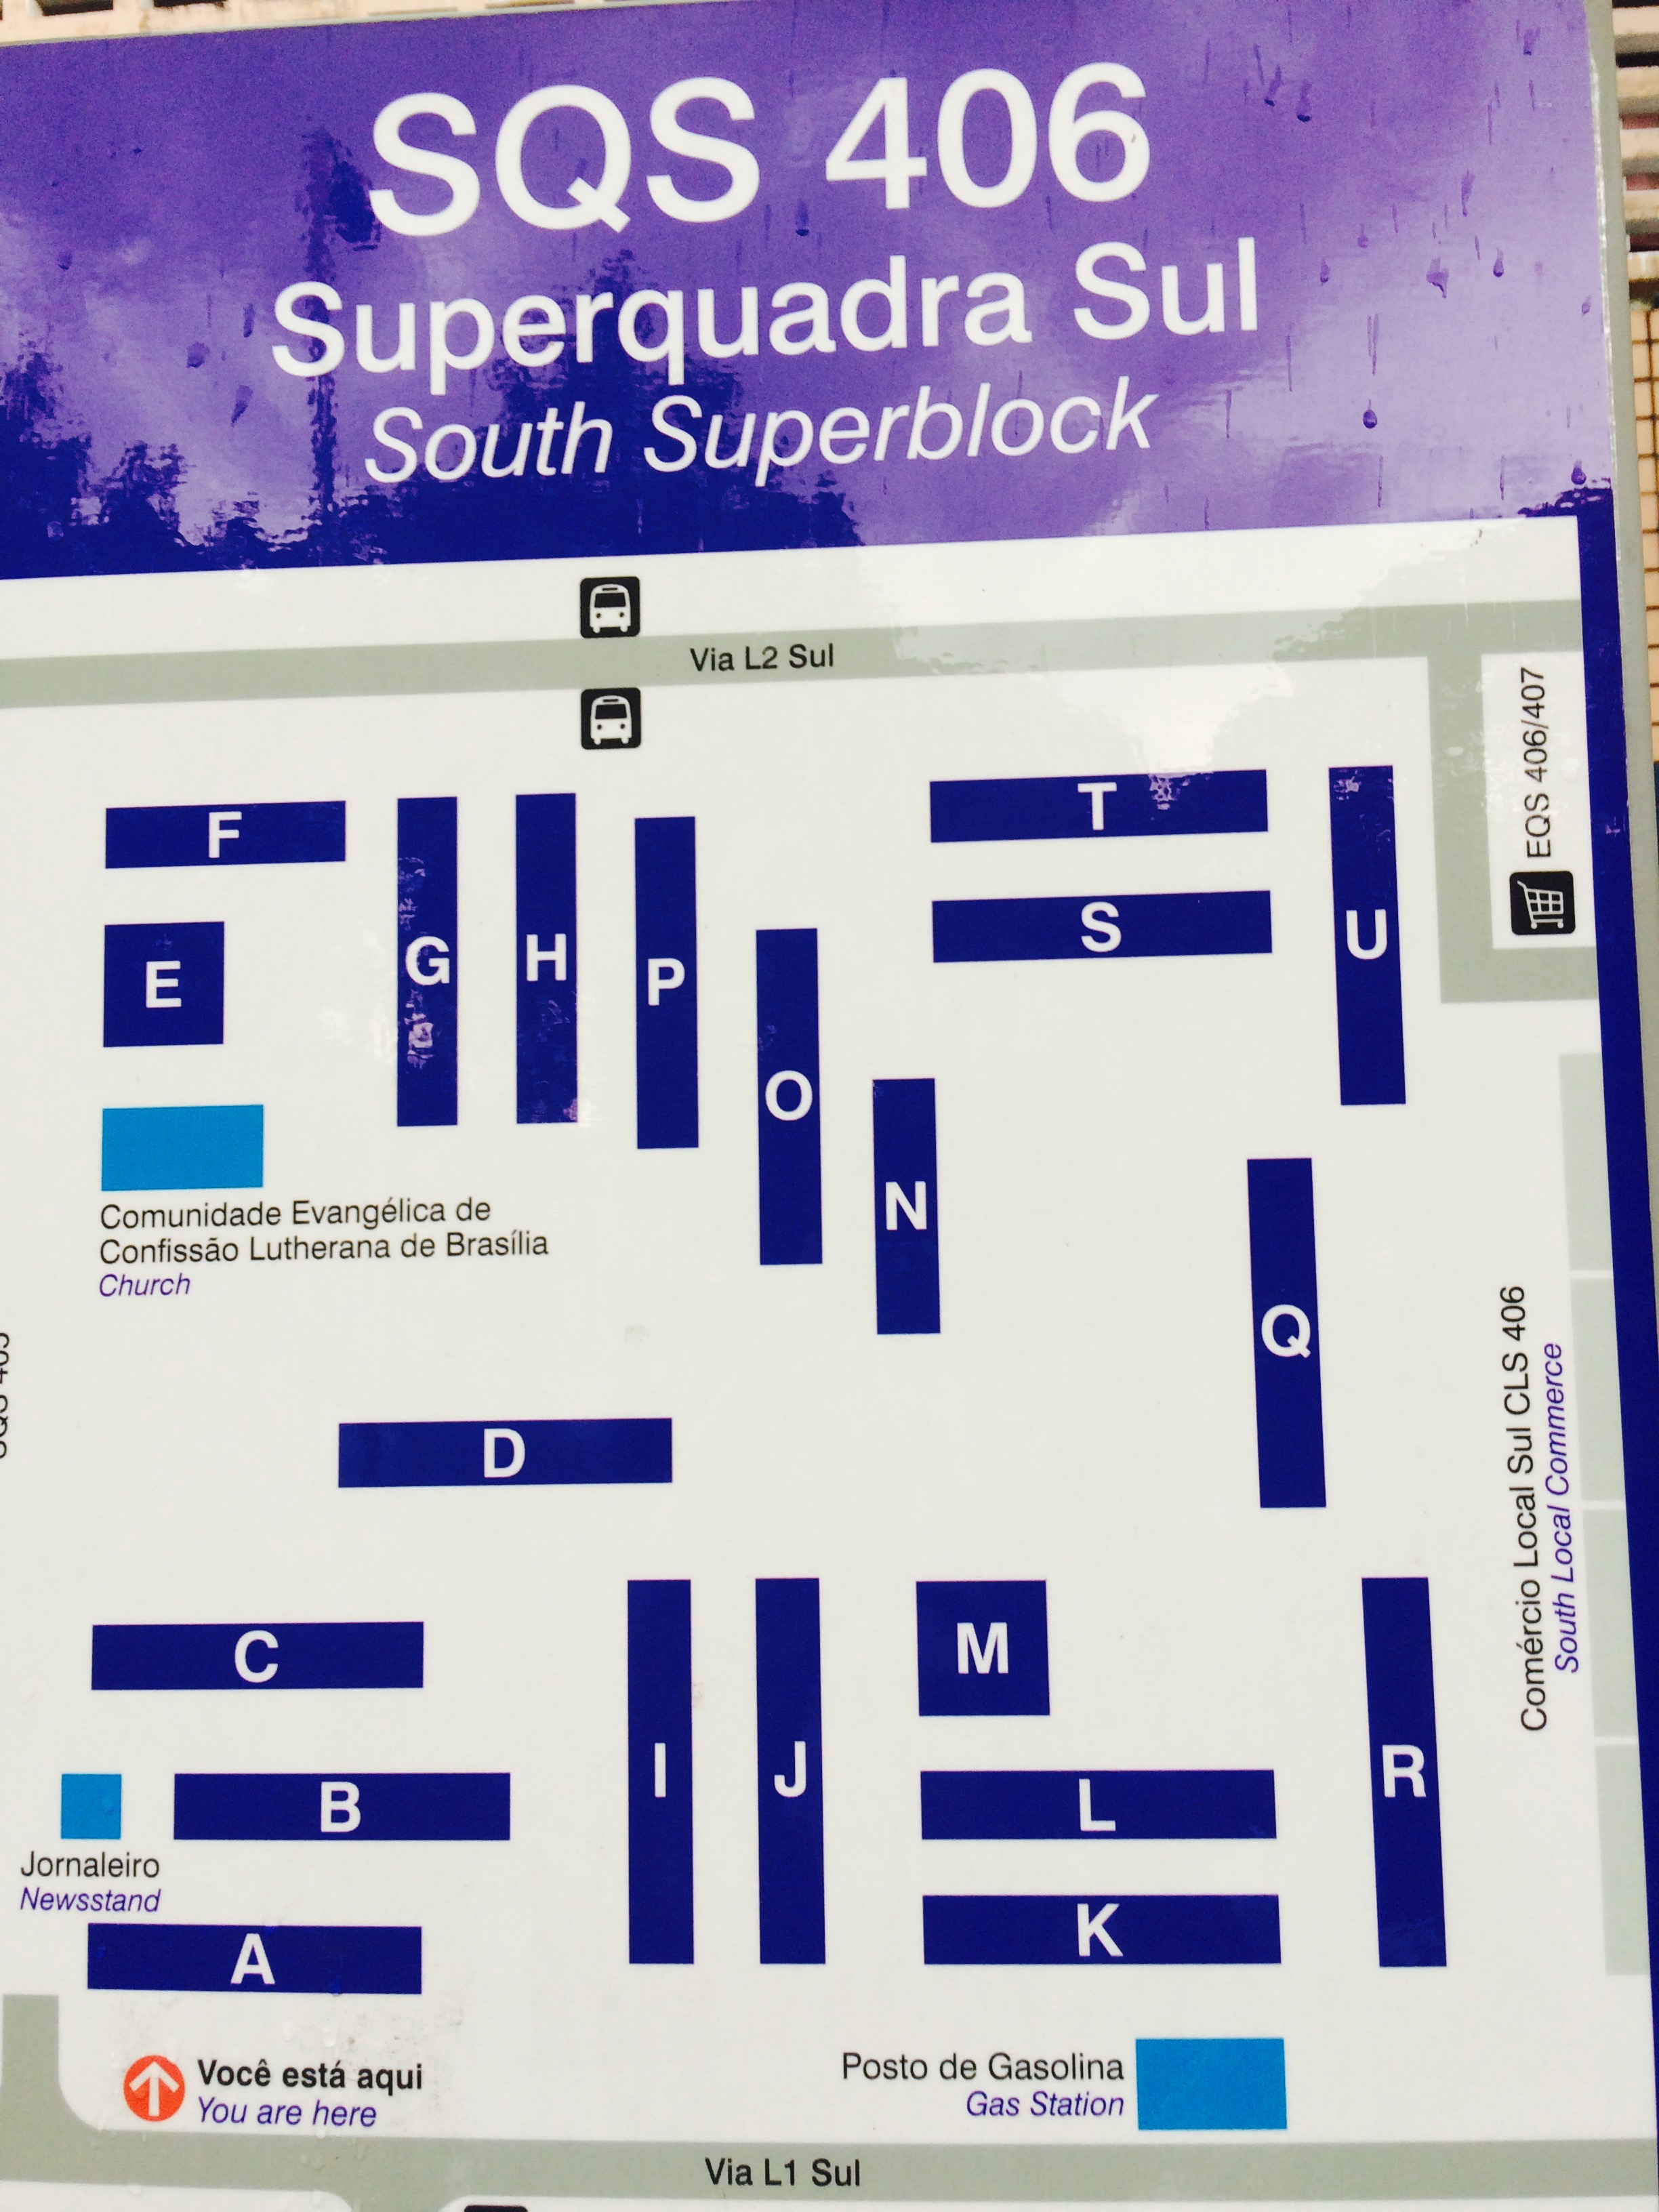 SQS 406
Superquadra Sul
South Superblock
Via L2 Sul
EQS 406/407
F
T
U
E
G
H
P
S
O
N
Comunidade Evangélica de
Confissão Lutherana de Brasília
Church
Q
D
Comércio Local Sul CLS 406
South Local Commerce
C
I
J
M
R
B
L
Jornaleiro
Newsstand
A
K
Você está aqui
You are here
Posto de Gasolina
Gas Station
Via L1 Sul